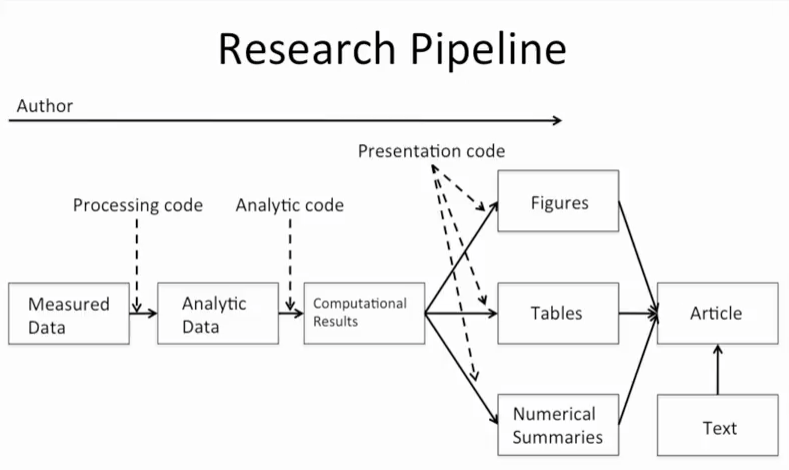 Research Pipeline
Author
Presentation code
Processing code
Analytic code
Figures
Measured
Data
Analytic
Data
Computational
Results
Tables
Article
Numerical
Summaries
Text